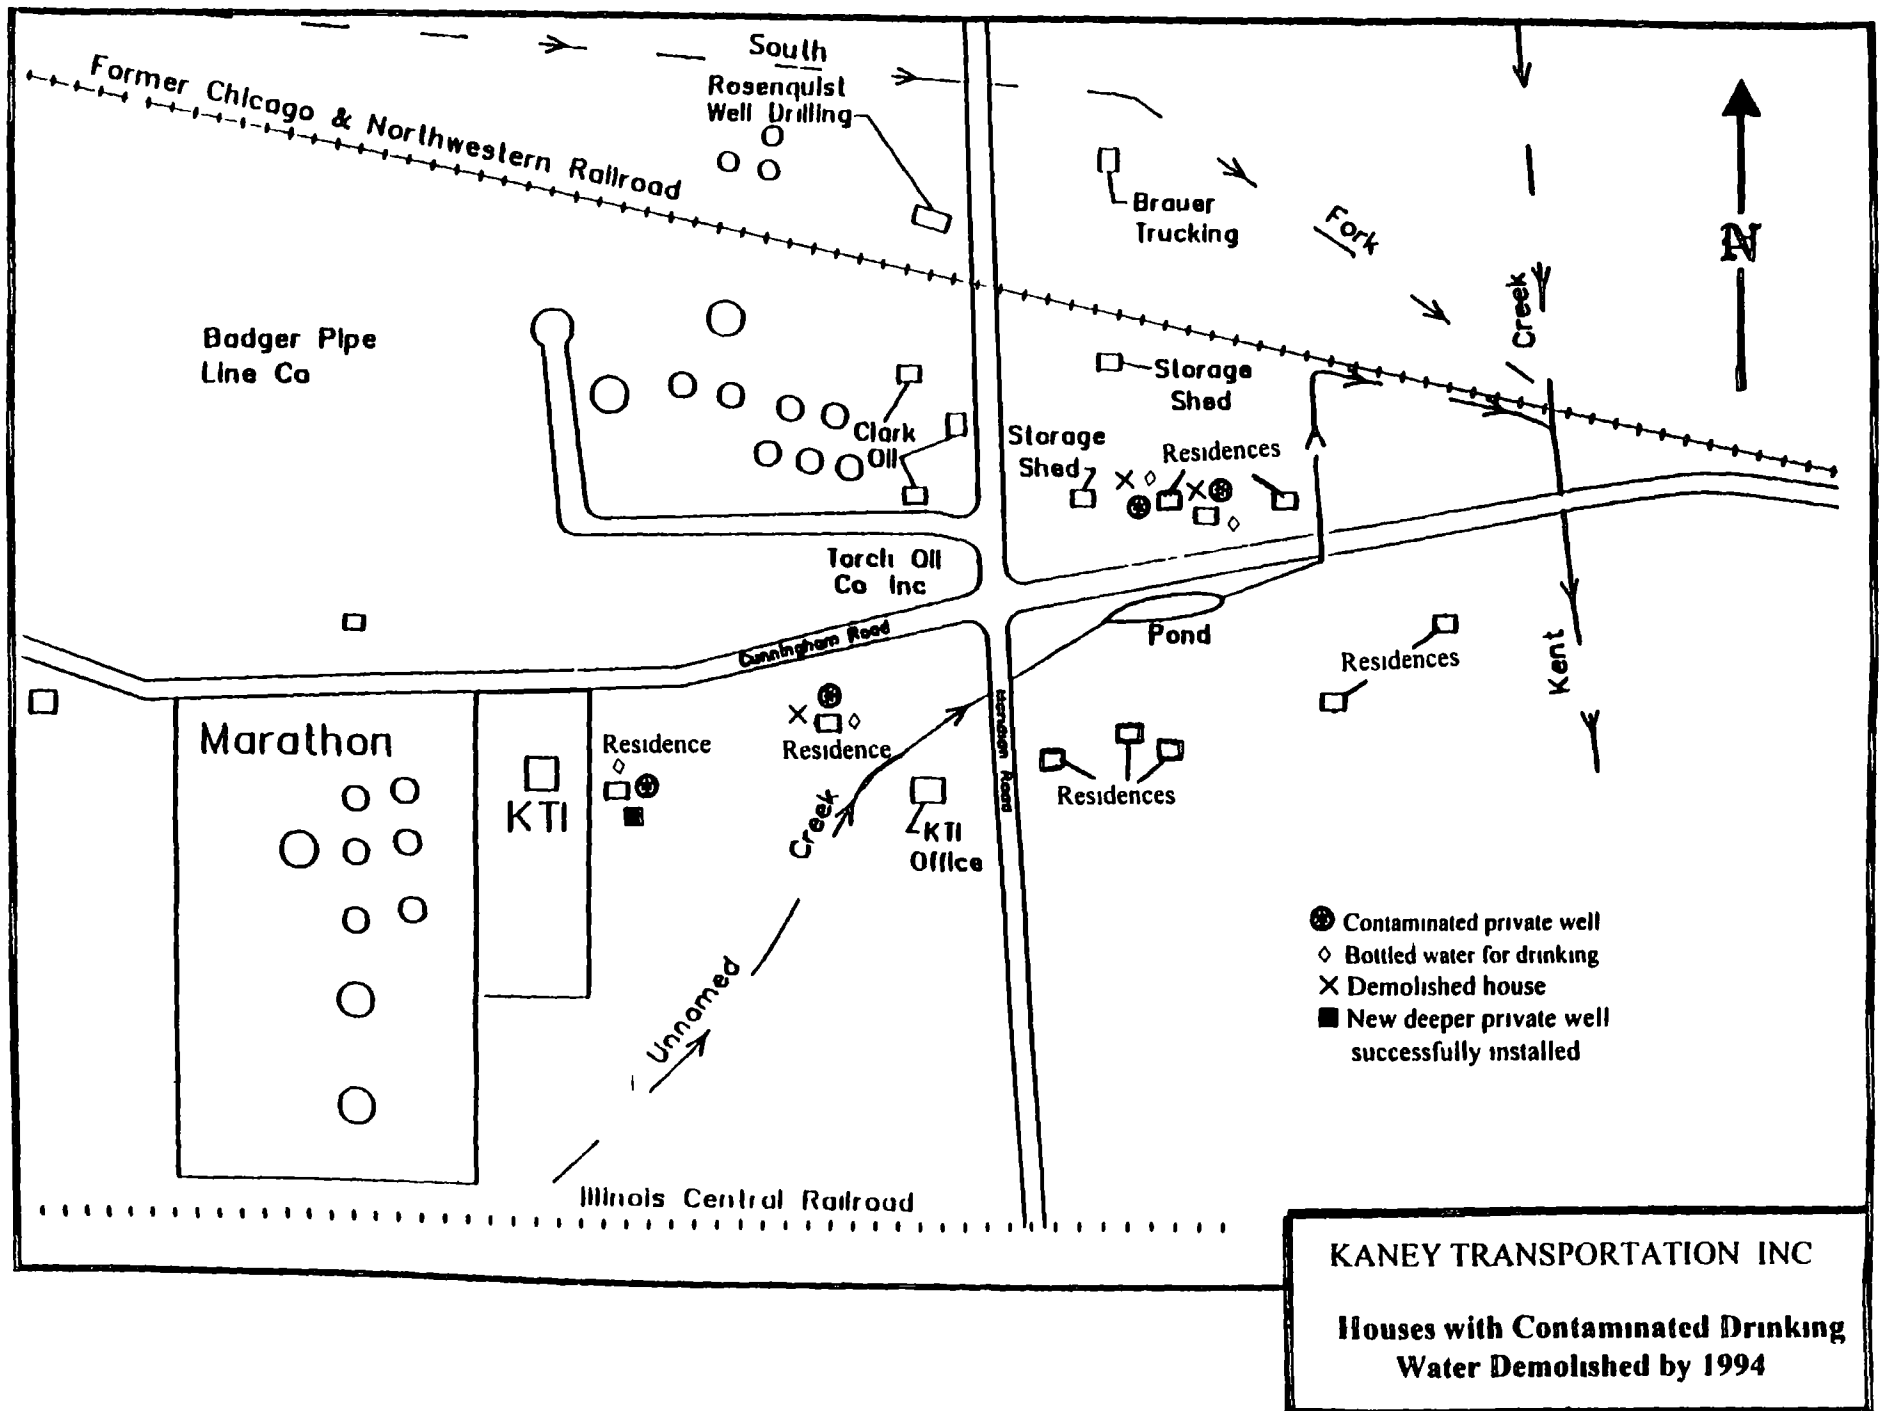 South
Former Chicago & Northwestern Railroad
Rosenquist
Well Drilling
Brauer
Trucking
Fork
N
Creek
Badger Pipe
Line Co
Storage
Shed
Clark
Oil
Storage
Shed
Residences
Torch Oil
Co Inc
Cunningham Road
Pond
Residences
Kent
Marathon
Residence
Residence
Meridian Road
KTI
Residences
Creek
KTI
Office
Unnamed
Contaminated private well
Bottled water for drinking
Demolished house
New deeper private well
successfully installed
Illinois Central Railroad
KANEY TRANSPORTATION INC
Houses with Contaminated Drinking
Water Demolished by 1994